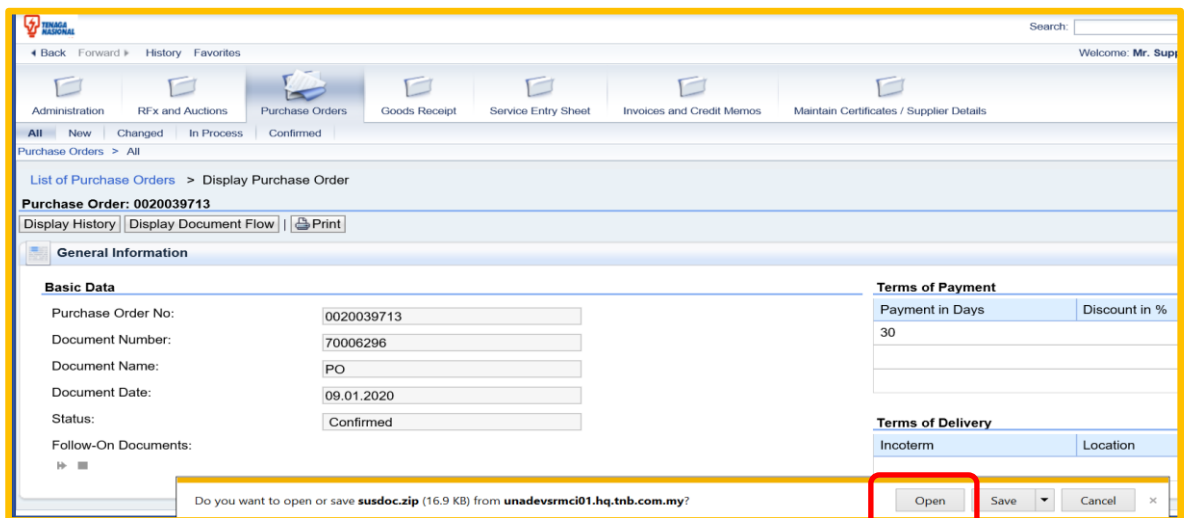 TENAGA
NASIONAL
Search:
Back Forward History Favorites
Welcome: Mr. Supp
Administration RFx and Auctions Purchase Orders Goods Receipt Service Entry Sheet Invoices and Credit Memos Maintain Certificates / Supplier Details
All New Changed In Process Confirmed
Purchase Orders > All
List of Purchase Orders > Display Purchase Order
Purchase Order: 0020039713
Display History Display Document Flow | Print
General Information
Basic Data
Purchase Order No: 0020039713
Document Number: 70006296
Document Name: PO
Document Date: 09.01.2020
Status: Confirmed
Follow-On Documents:
Terms of Payment
Payment in Days Discount in %
30
Terms of Delivery
Incoterm Location
Do you want to open or save susdoc.zip (16.9 KB) from unadevsrmci01.hq.tnb.com.my?
Open Save Cancel ×